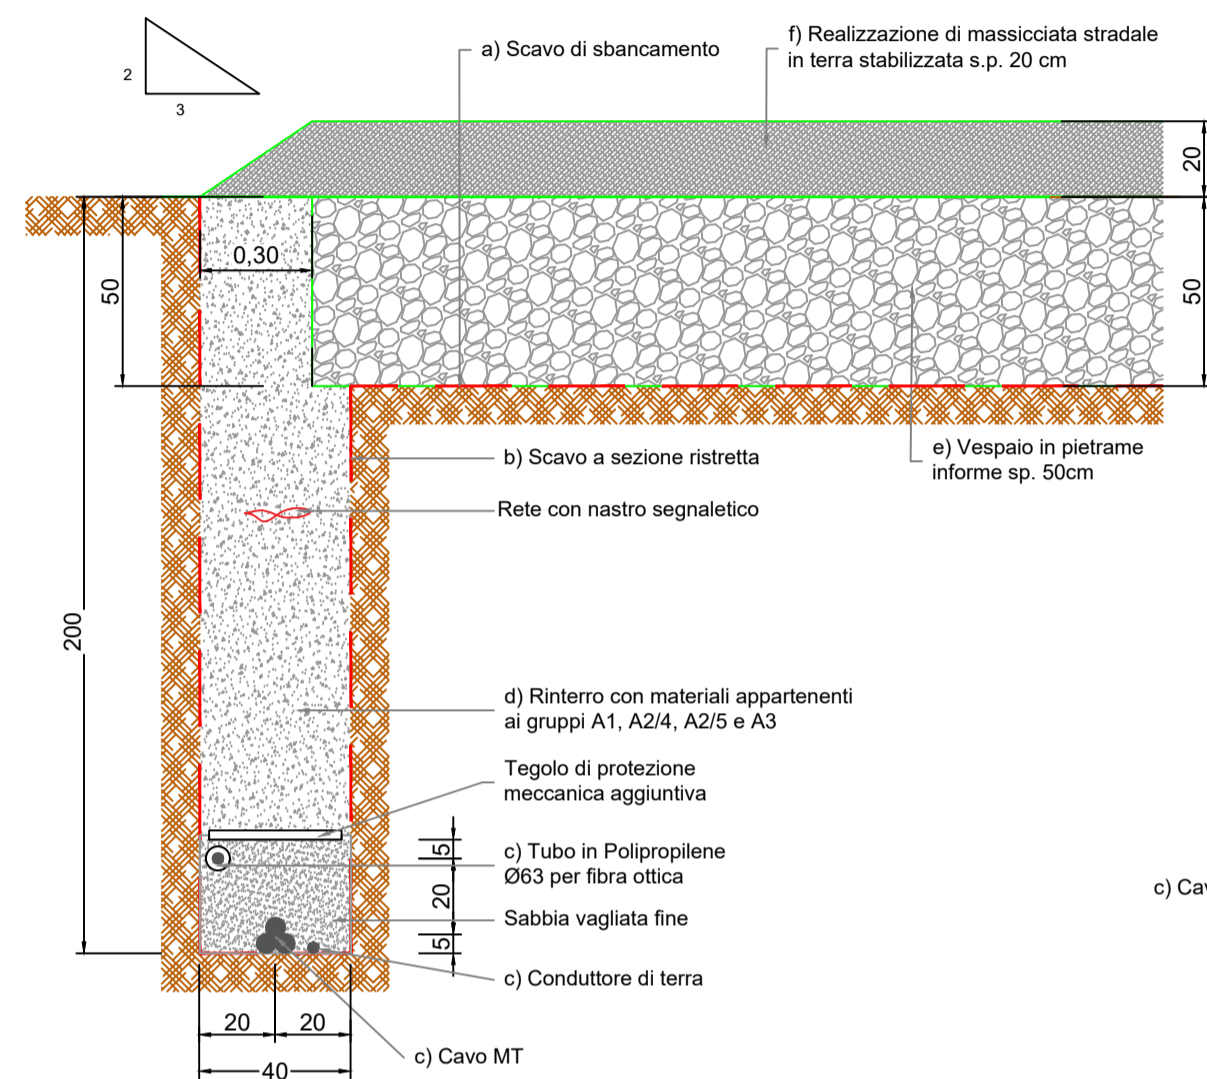 2
3
a) Scavo di sbancamento
f) Realizzazione di massicciata stradale
in terra stabilizzata s.p. 20 cm
20
0,30
50
50
e) Vespaio in pietrame
informe sp. 50cm
b) Scavo a sezione ristretta
Rete con nastro segnaletico
200
d) Rinterro con materiali appartenenti
ai gruppi A1, A2/4, A2/5 e A3
Tegolo di protezione
meccanica aggiuntiva
5
c) Tubo in Polipropilene
Ø63 per fibra ottica
20
Sabbia vagliata fine
5
c) Conduttore di terra
c) Cav
20
20
c) Cavo MT
40